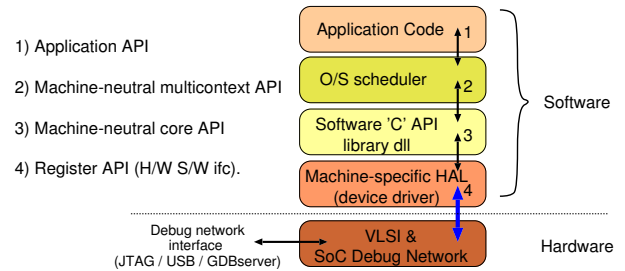 1) Application API
2) Machine-neutral multicontext API
3) Machine-neutral core API
4) Register API (H/W S/W ifc).
Application Code
1
O/S scheduler
2
Software 'C' API
library dll
3
Machine-specific HAL
(device driver)
4
Software
Debug network
interface
(JTAG / USB / GDBserver)
VLSI &
SoC Debug Network
Hardware